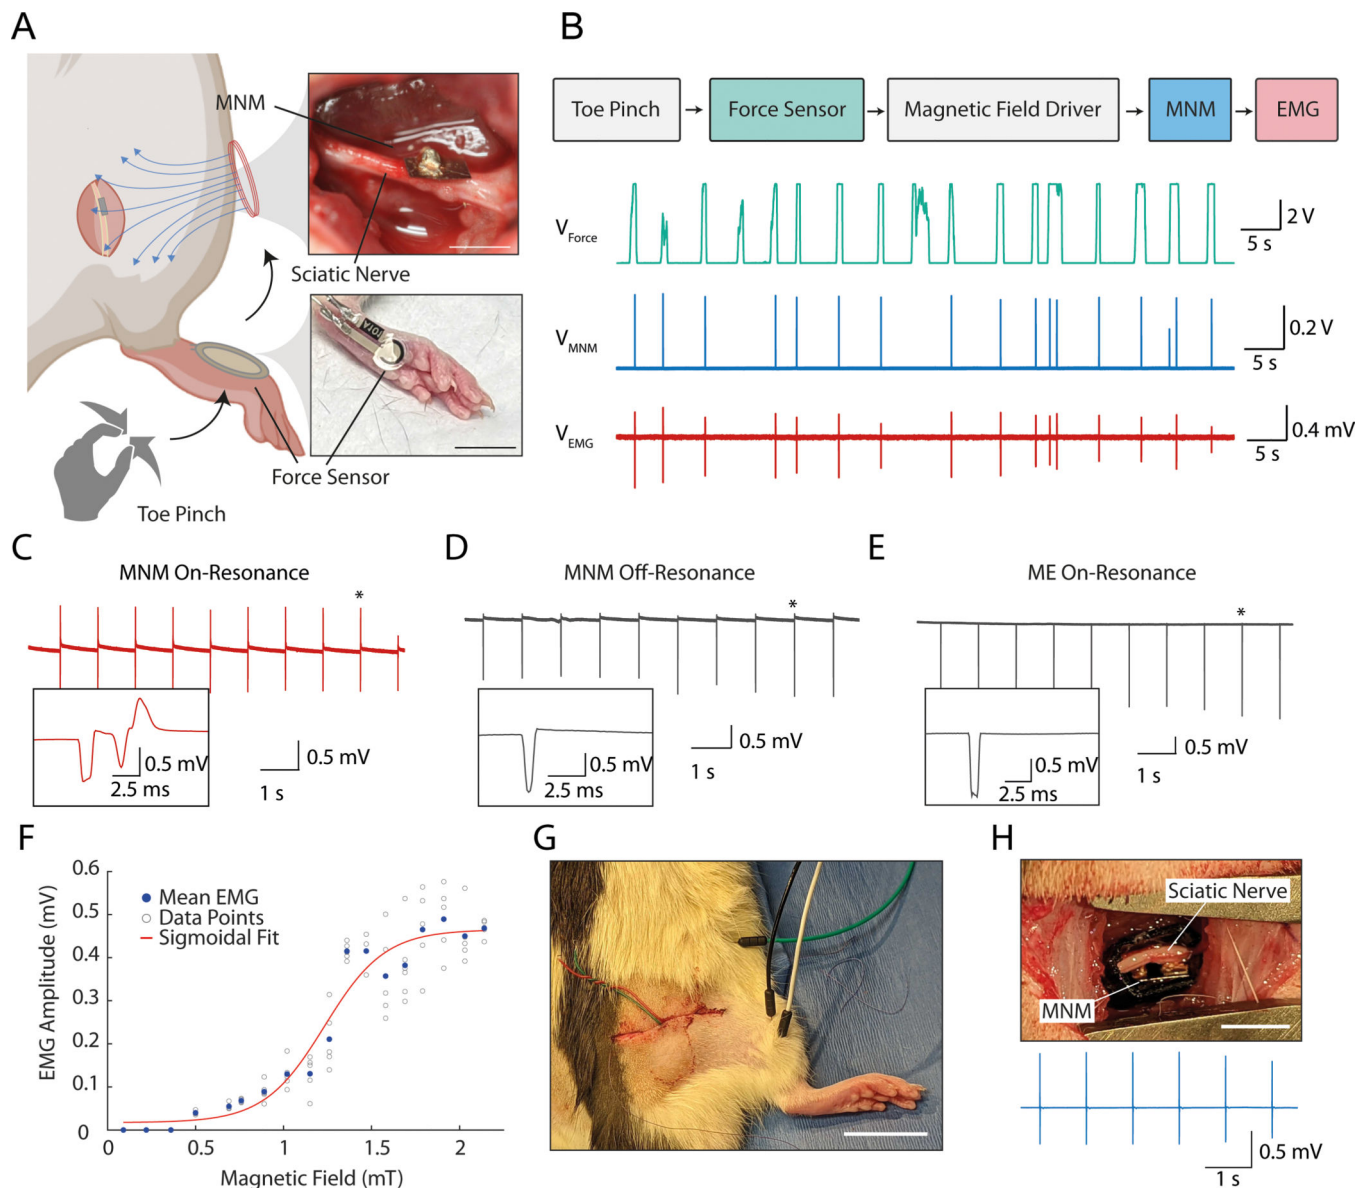 A
MNM
Sciatic Nerve
Force Sensor
Toe Pinch
B
Toe Pinch
Force Sensor
Magnetic Field Driver
MNM
EMG
VForce
2 V
5 s
VMNM
0.2 V
5 s
VEMG
0.4 mV
5 s
C
MNM On-Resonance
*
0.5 mV
2.5 ms
0.5 mV
1 s
D
MNM Off-Resonance
*
0.5 mV
2.5 ms
0.5 mV
1 s
E
ME On-Resonance
*
0.5 mV
2.5 ms
0.5 mV
1 s
F
EMG Amplitude (mV)
0.6
0.5
0.4
0.3
0.2
0.1
0
Mean EMG
Data Points
Sigmoidal Fit
0
0.5
1
1.5
2
Magnetic Field (mT)
G
H
Sciatic Nerve
MNM
0.5 mV
1 s